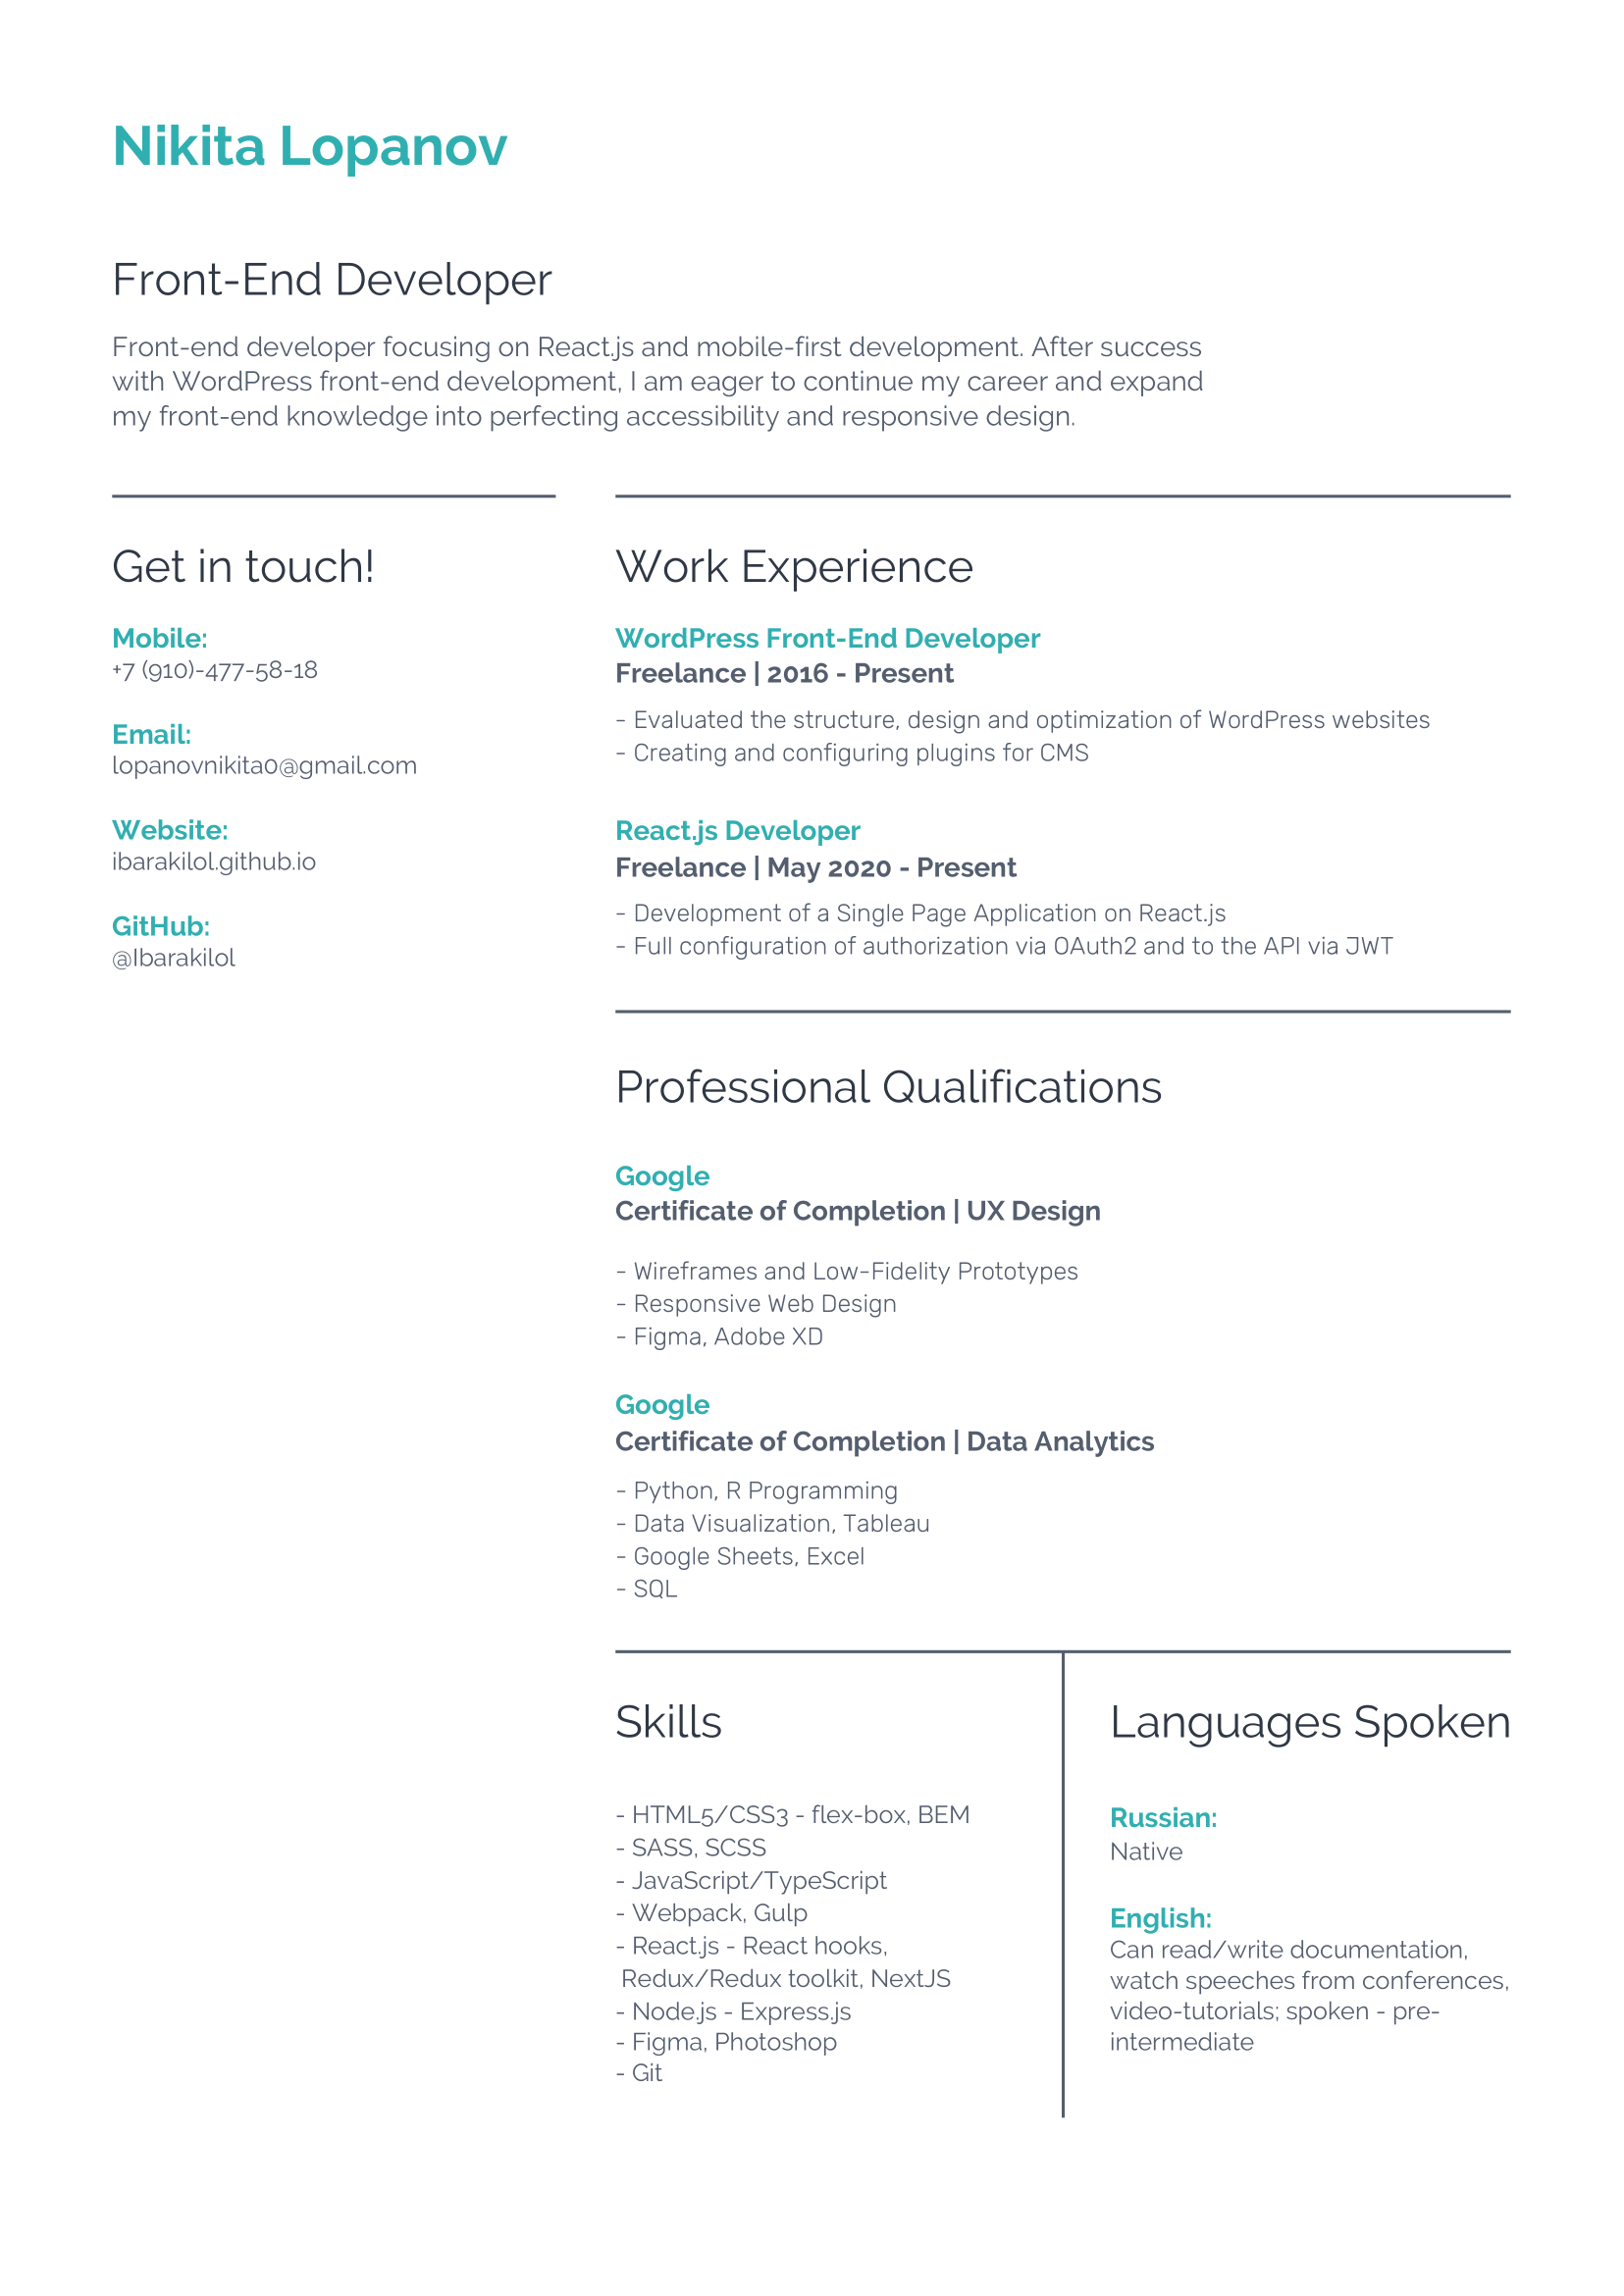 Nikita Lopanov
Front-End Developer
Front-end developer focusing on React.js and mobile-first development. After success
with WordPress front-end development, I am eager to continue my career and expand
my front-end knowledge into perfecting accessibility and responsive design.
Get in touch!
Mobile:
+7 (910)-477-58-18
Email:
lopanovnikita0@gmail.com
Website:
ibarakilol.github.io
GitHub:
@Ibarakilol
Work Experience
WordPress Front-End Developer
Freelance | 2016 - Present
- Evaluated the structure, design and optimization of WordPress websites
- Creating and configuring plugins for CMS
React.js Developer
Freelance | May 2020 - Present
- Development of a Single Page Application on React.js
- Full configuration of authorization via OAuth2 and to the API via JWT
Professional Qualifications
Google
Certificate of Completion | UX Design
- Wireframes and Low-Fidelity Prototypes
- Responsive Web Design
- Figma, Adobe XD
Google
Certificate of Completion | Data Analytics
- Python, R Programming
- Data Visualization, Tableau
- Google Sheets, Excel
- SQL
Skills
- HTML5/CSS3 - flex-box, BEM
- SASS, SCSS
- JavaScript/TypeScript
- Webpack, Gulp
- React.js - React hooks,
Redux/Redux toolkit, NextJS
- Node.js - Express.js
- Figma, Photoshop
- Git
Languages Spoken
Russian:
Native
English:
Can read/write documentation,
watch speeches from conferences,
video-tutorials; spoken - pre-
intermediate